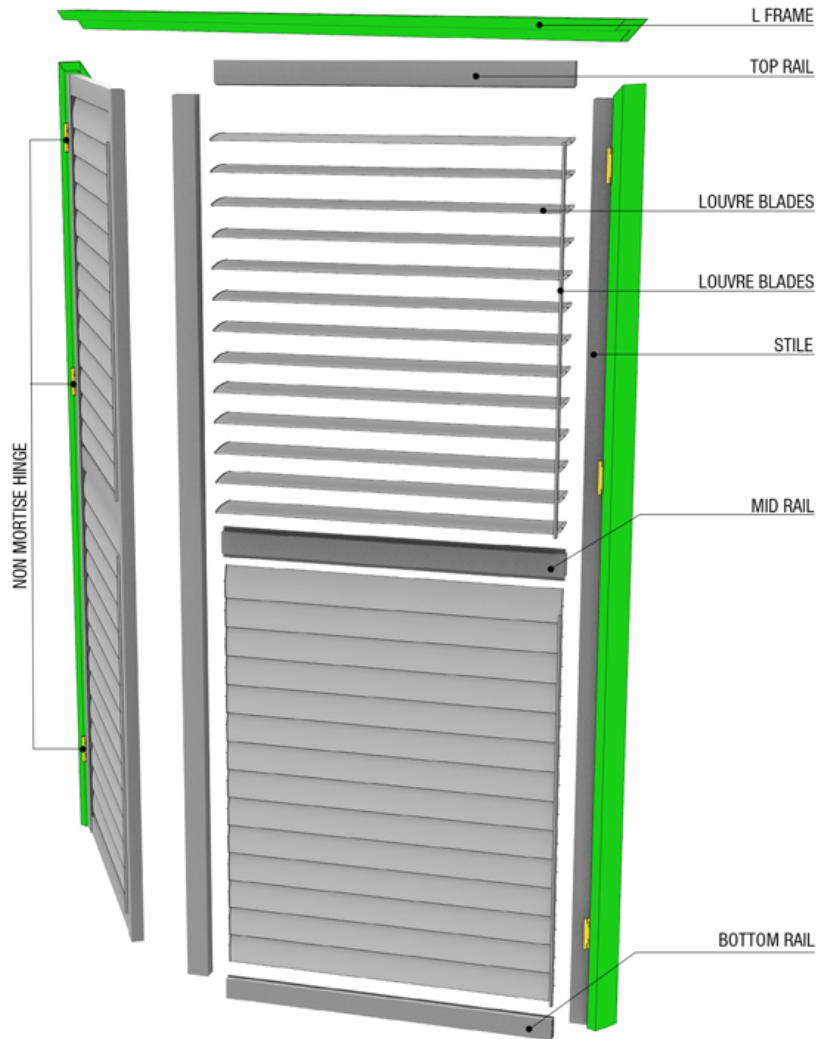 L FRAME
TOP RAIL
LOUVRE BLADES
LOUVRE BLADES
STILE
NON MORTISE HINGE
MID RAIL
BOTTOM RAIL